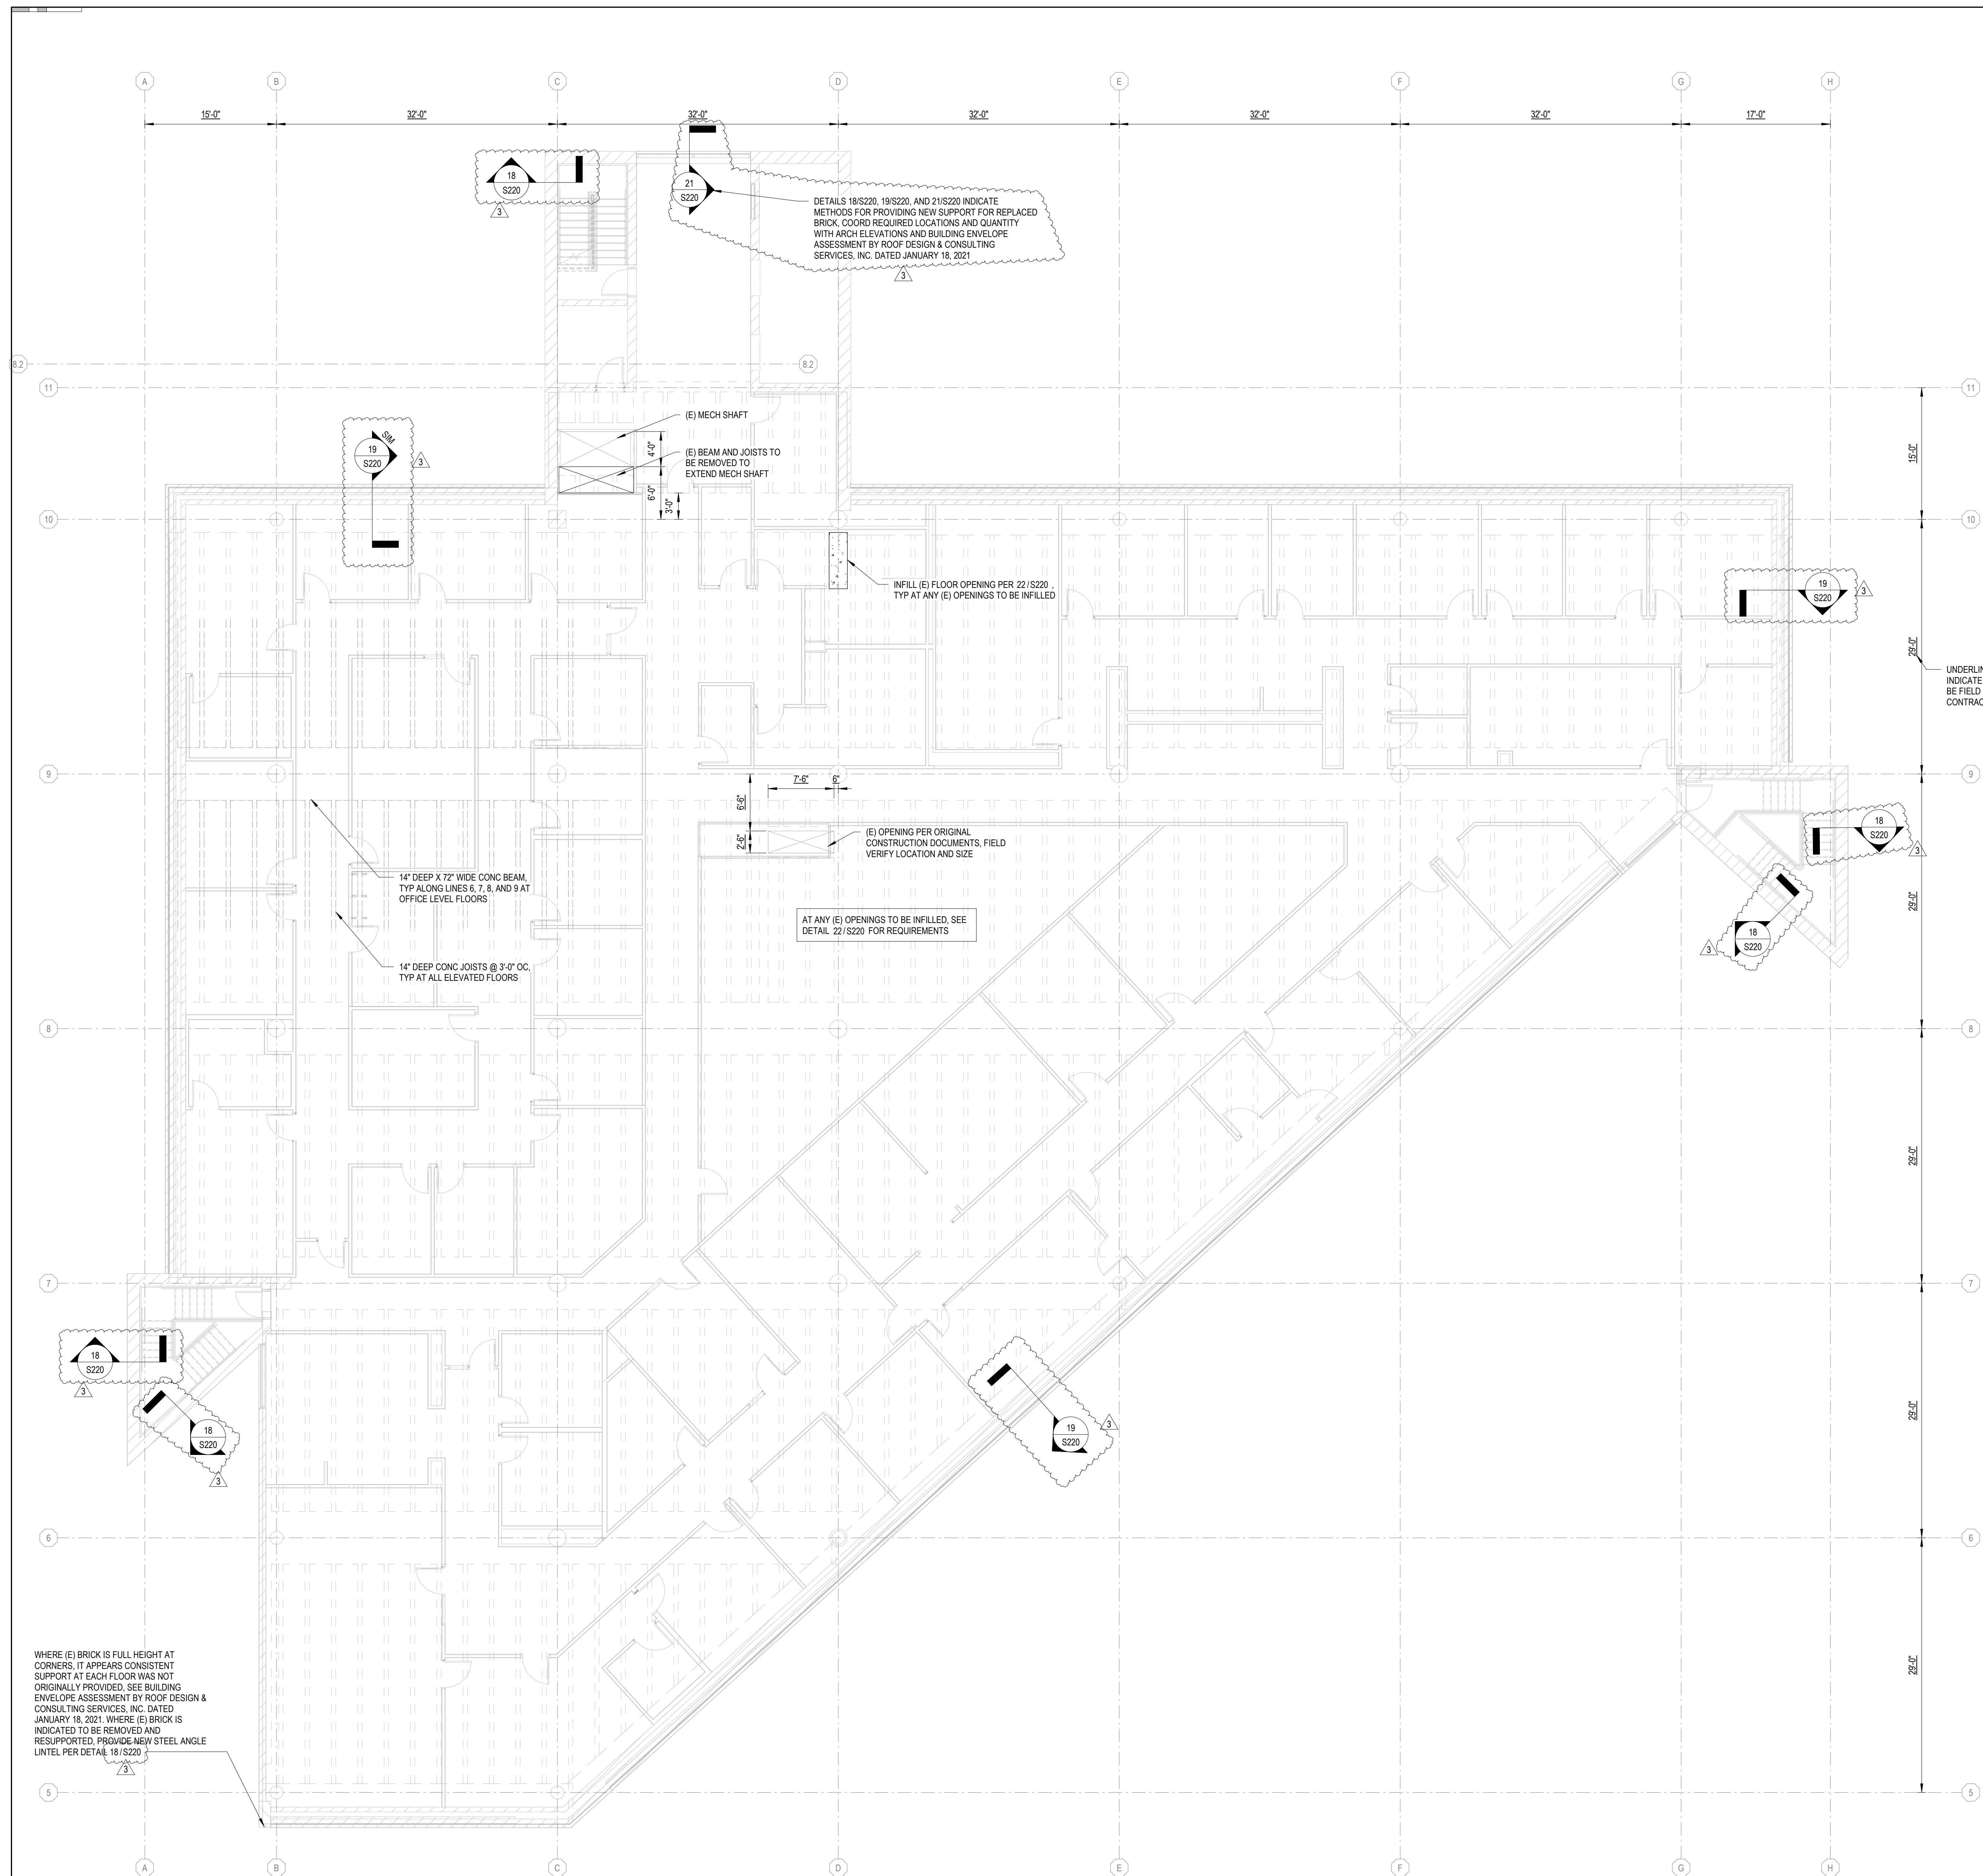 A
B
C
D
E
F
G
H
15'-0"
32'-0"
32'-0"
32'-0"
32'-0"
32'-0"
17'-0"
18
S220
3
21
S220
DETAILS 18/S220, 19/S220, AND 21/S220 INDICATE
METHODS FOR PROVIDING NEW SUPPORT FOR REPLACED
BRICK, COORD REQUIRED LOCATIONS AND QUANTITY
WITH ARCH ELEVATIONS AND BUILDING ENVELOPE
ASSESSMENT BY ROOF DESIGN & CONSULTING
SERVICES, INC. DATED JANUARY 18, 2021
3
8.2
8.2
11
11
(E) MECH SHAFT
(E) BEAM AND JOISTS TO
BE REMOVED TO
EXTEND MECH SHAFT
4'-0"
6'-0"
3'-0"
15'-0"
SIM
19
S220
3
10
10
INFILL (E) FLOOR OPENING PER 22 / S220 ,
TYP AT ANY (E) OPENINGS TO BE INFILLED
19
S220
3
29'-0"
UNDERLIN
INDICATE
BE FIELD
CONTRAC
9
9
7'-6"
6"
6'-6"
2'-6"
(E) OPENING PER ORIGINAL
CONSTRUCTION DOCUMENTS, FIELD
VERIFY LOCATION AND SIZE
18
S220
3
14" DEEP X 72" WIDE CONC BEAM,
TYP ALONG LINES 6, 7, 8, AND 9 AT
OFFICE LEVEL FLOORS
29'-0"
AT ANY (E) OPENINGS TO BE INFILLED, SEE
DETAIL 22 / S220 FOR REQUIREMENTS
18
S220
3
14" DEEP CONC JOISTS @ 3'-0" OC,
TYP AT ALL ELEVATED FLOORS
8
8
29'-0"
7
7
18
S220
3
29'-0"
18
S220
3
19
S220
3
6
6
29'-0"
WHERE (E) BRICK IS FULL HEIGHT AT
CORNERS, IT APPEARS CONSISTENT
SUPPORT AT EACH FLOOR WAS NOT
ORIGINALLY PROVIDED, SEE BUILDING
ENVELOPE ASSESSMENT BY ROOF DESIGN &
CONSULTING SERVICES, INC. DATED
JANUARY 18, 2021. WHERE (E) BRICK IS
INDICATED TO BE REMOVED AND
RESUPPORTED, PROVIDE NEW STEEL ANGLE
LINTEL PER DETAIL 18 / S220
3
5
5
A
B
C
D
E
F
G
H